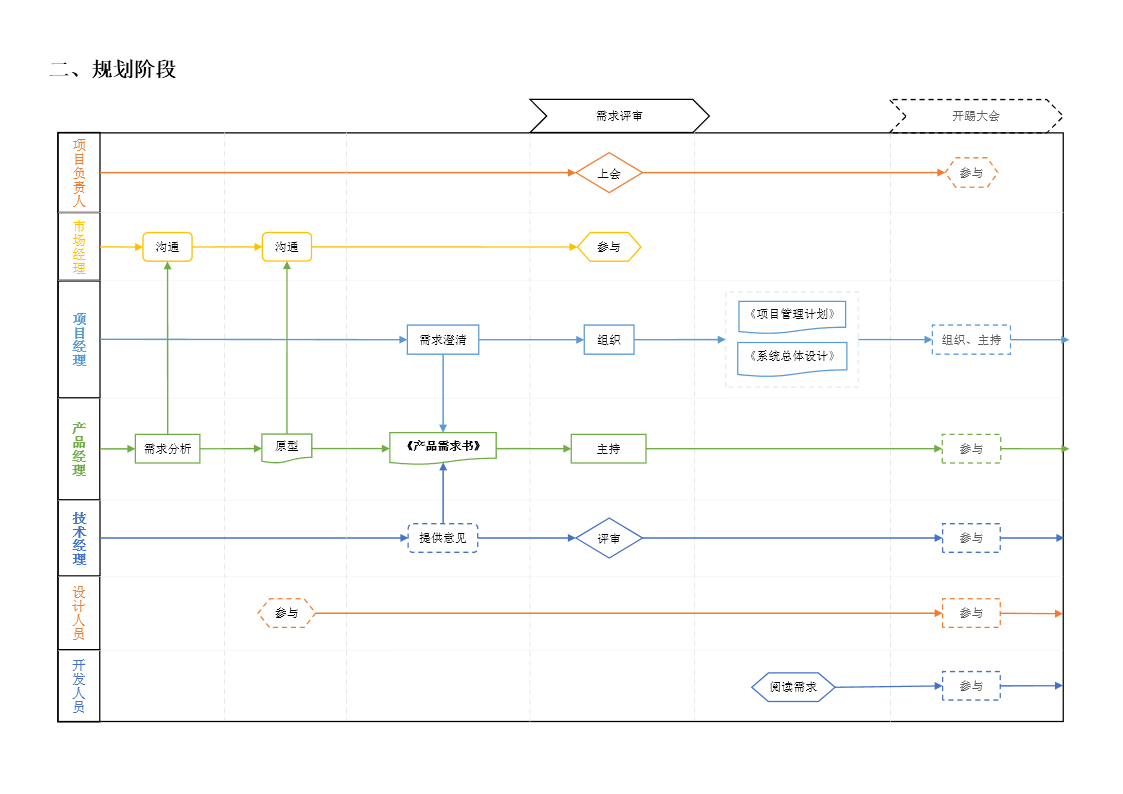 二、规划阶段
需求评审
开踢大会
项目负责人
上会
参与
市场经理
沟通
沟通
参与
项目经理
需求澄清
组织
《项目管理计划》
《系统总体设计》
组织、主持
产品经理
需求分析
原型
《产品需求书》
主持
参与
技术经理
提供意见
评审
参与
设计人员
参与
参与
开发人员
阅读需求
参与